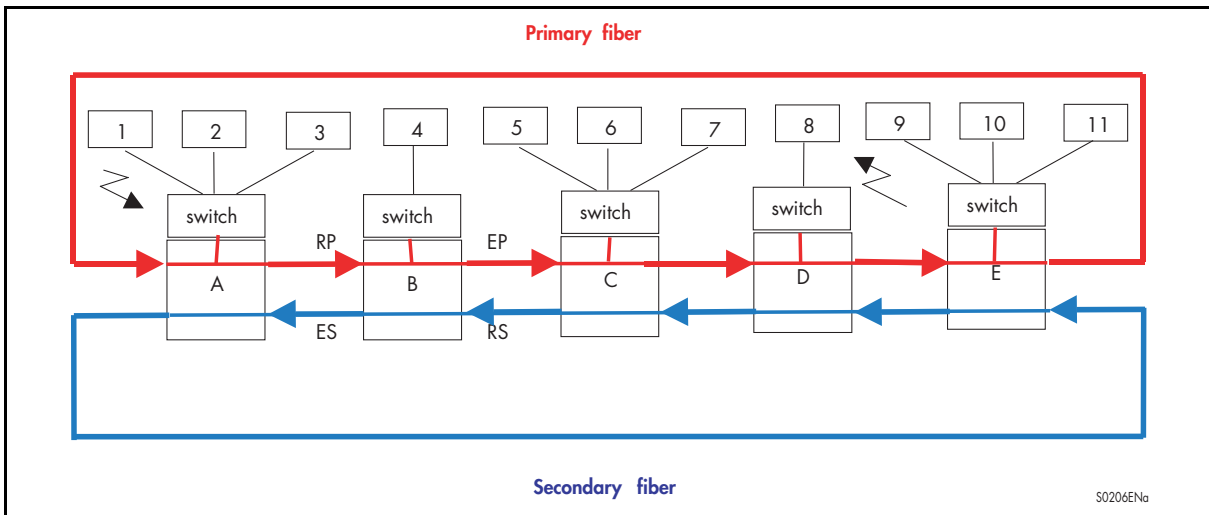 Primary fiber
1 2 3 4 5 6 7 8 9 10 11
switch switch switch switch switch
RP EP
A B C D E
ES RS
Secondary fiber
S0206ENa